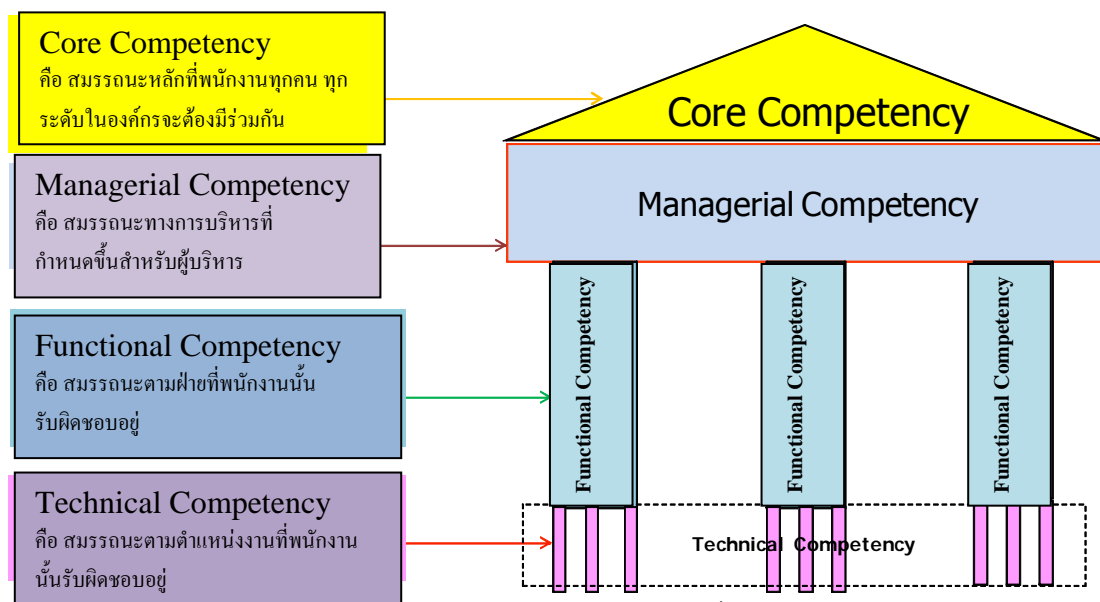 Core Competency
คือ สมรรถนะหลักที่พนักงานทุกคน ทุก
ระดับในองค์กรจะต้องมีร่วมกัน
Managerial Competency
คือ สมรรถนะทางการบริหารที่
กำหนดขึ้นสำหรับผู้บริหาร
Functional Competency
คือ สมรรถนะตามฝ่ายที่พนักงานนั้น
รับผิดชอบอยู่
Technical Competency
คือ สมรรถนะตามตำแหน่งงานที่พนักงาน
นั้นรับผิดชอบอยู่
Core Competency
Managerial Competency
Functional Competency
Functional Competency
Functional Competency
Technical Competency